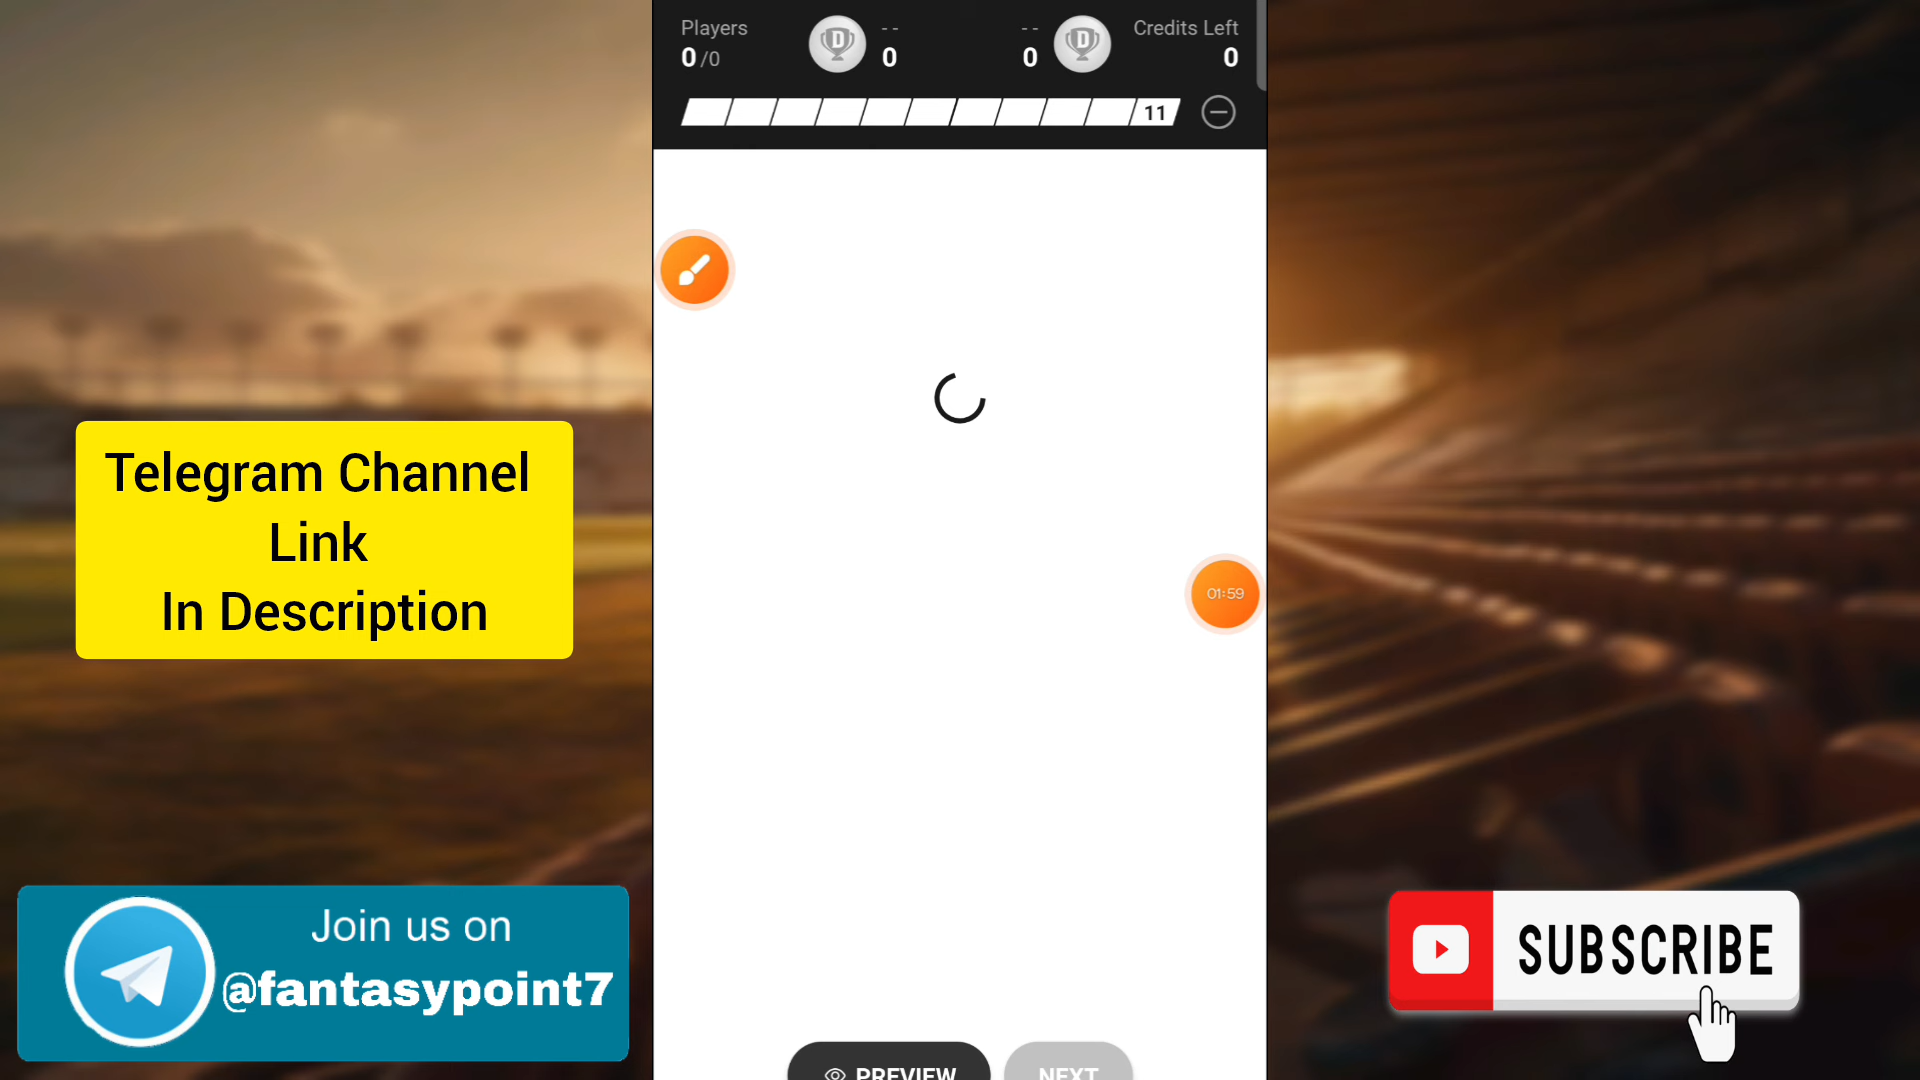 Players
0/0
D
--
0
--
0
D
Credits Left
0
11
01:59
Telegram Channel
Link
In Description
Join us on
@fantasypoint7
SUBSCRIBE
PREVIEW
NEXT